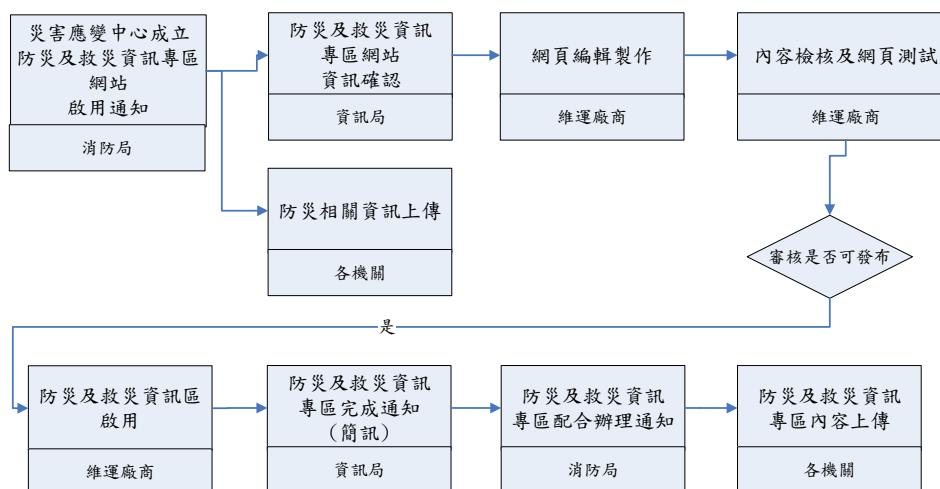 災害應變中心成立
防災及救災資訊專區
網站
啟用通知
消防局
防災及救災資訊
專區網站
資訊確認
資訊局
網頁編輯製作
維運廠商
內容檢核及網頁測試
維運廠商
防災相關資訊上傳
各機關
審核是否可發布
是
防災及救災資訊區
啟用
維運廠商
防災及救災資訊
專區完成通知
(簡訊)
資訊局
防災及救災資訊
專區配合辦理通知
消防局
防災及救災資訊
專區內容上傳
各機關